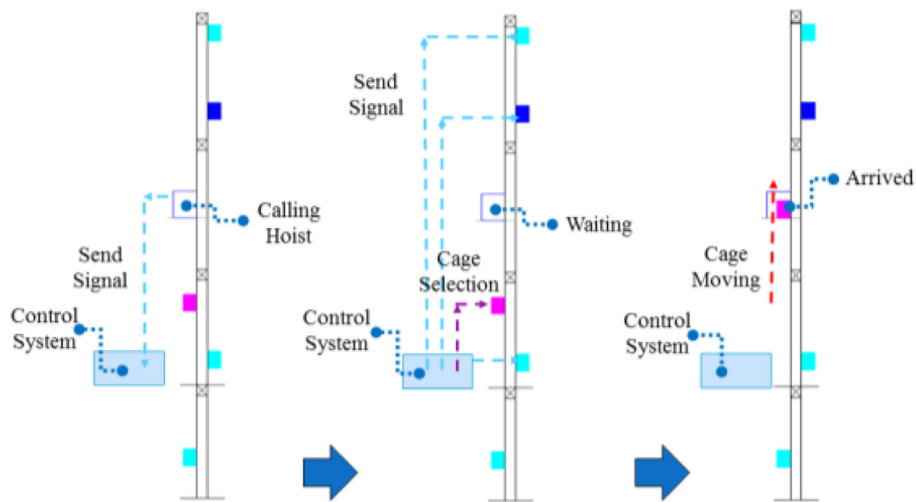 Calling
Hoist
Send
Signal
Control
System
Send
Signal
Waiting
Cage
Selection
Control
System
Arrived
Cage
Moving
Control
System